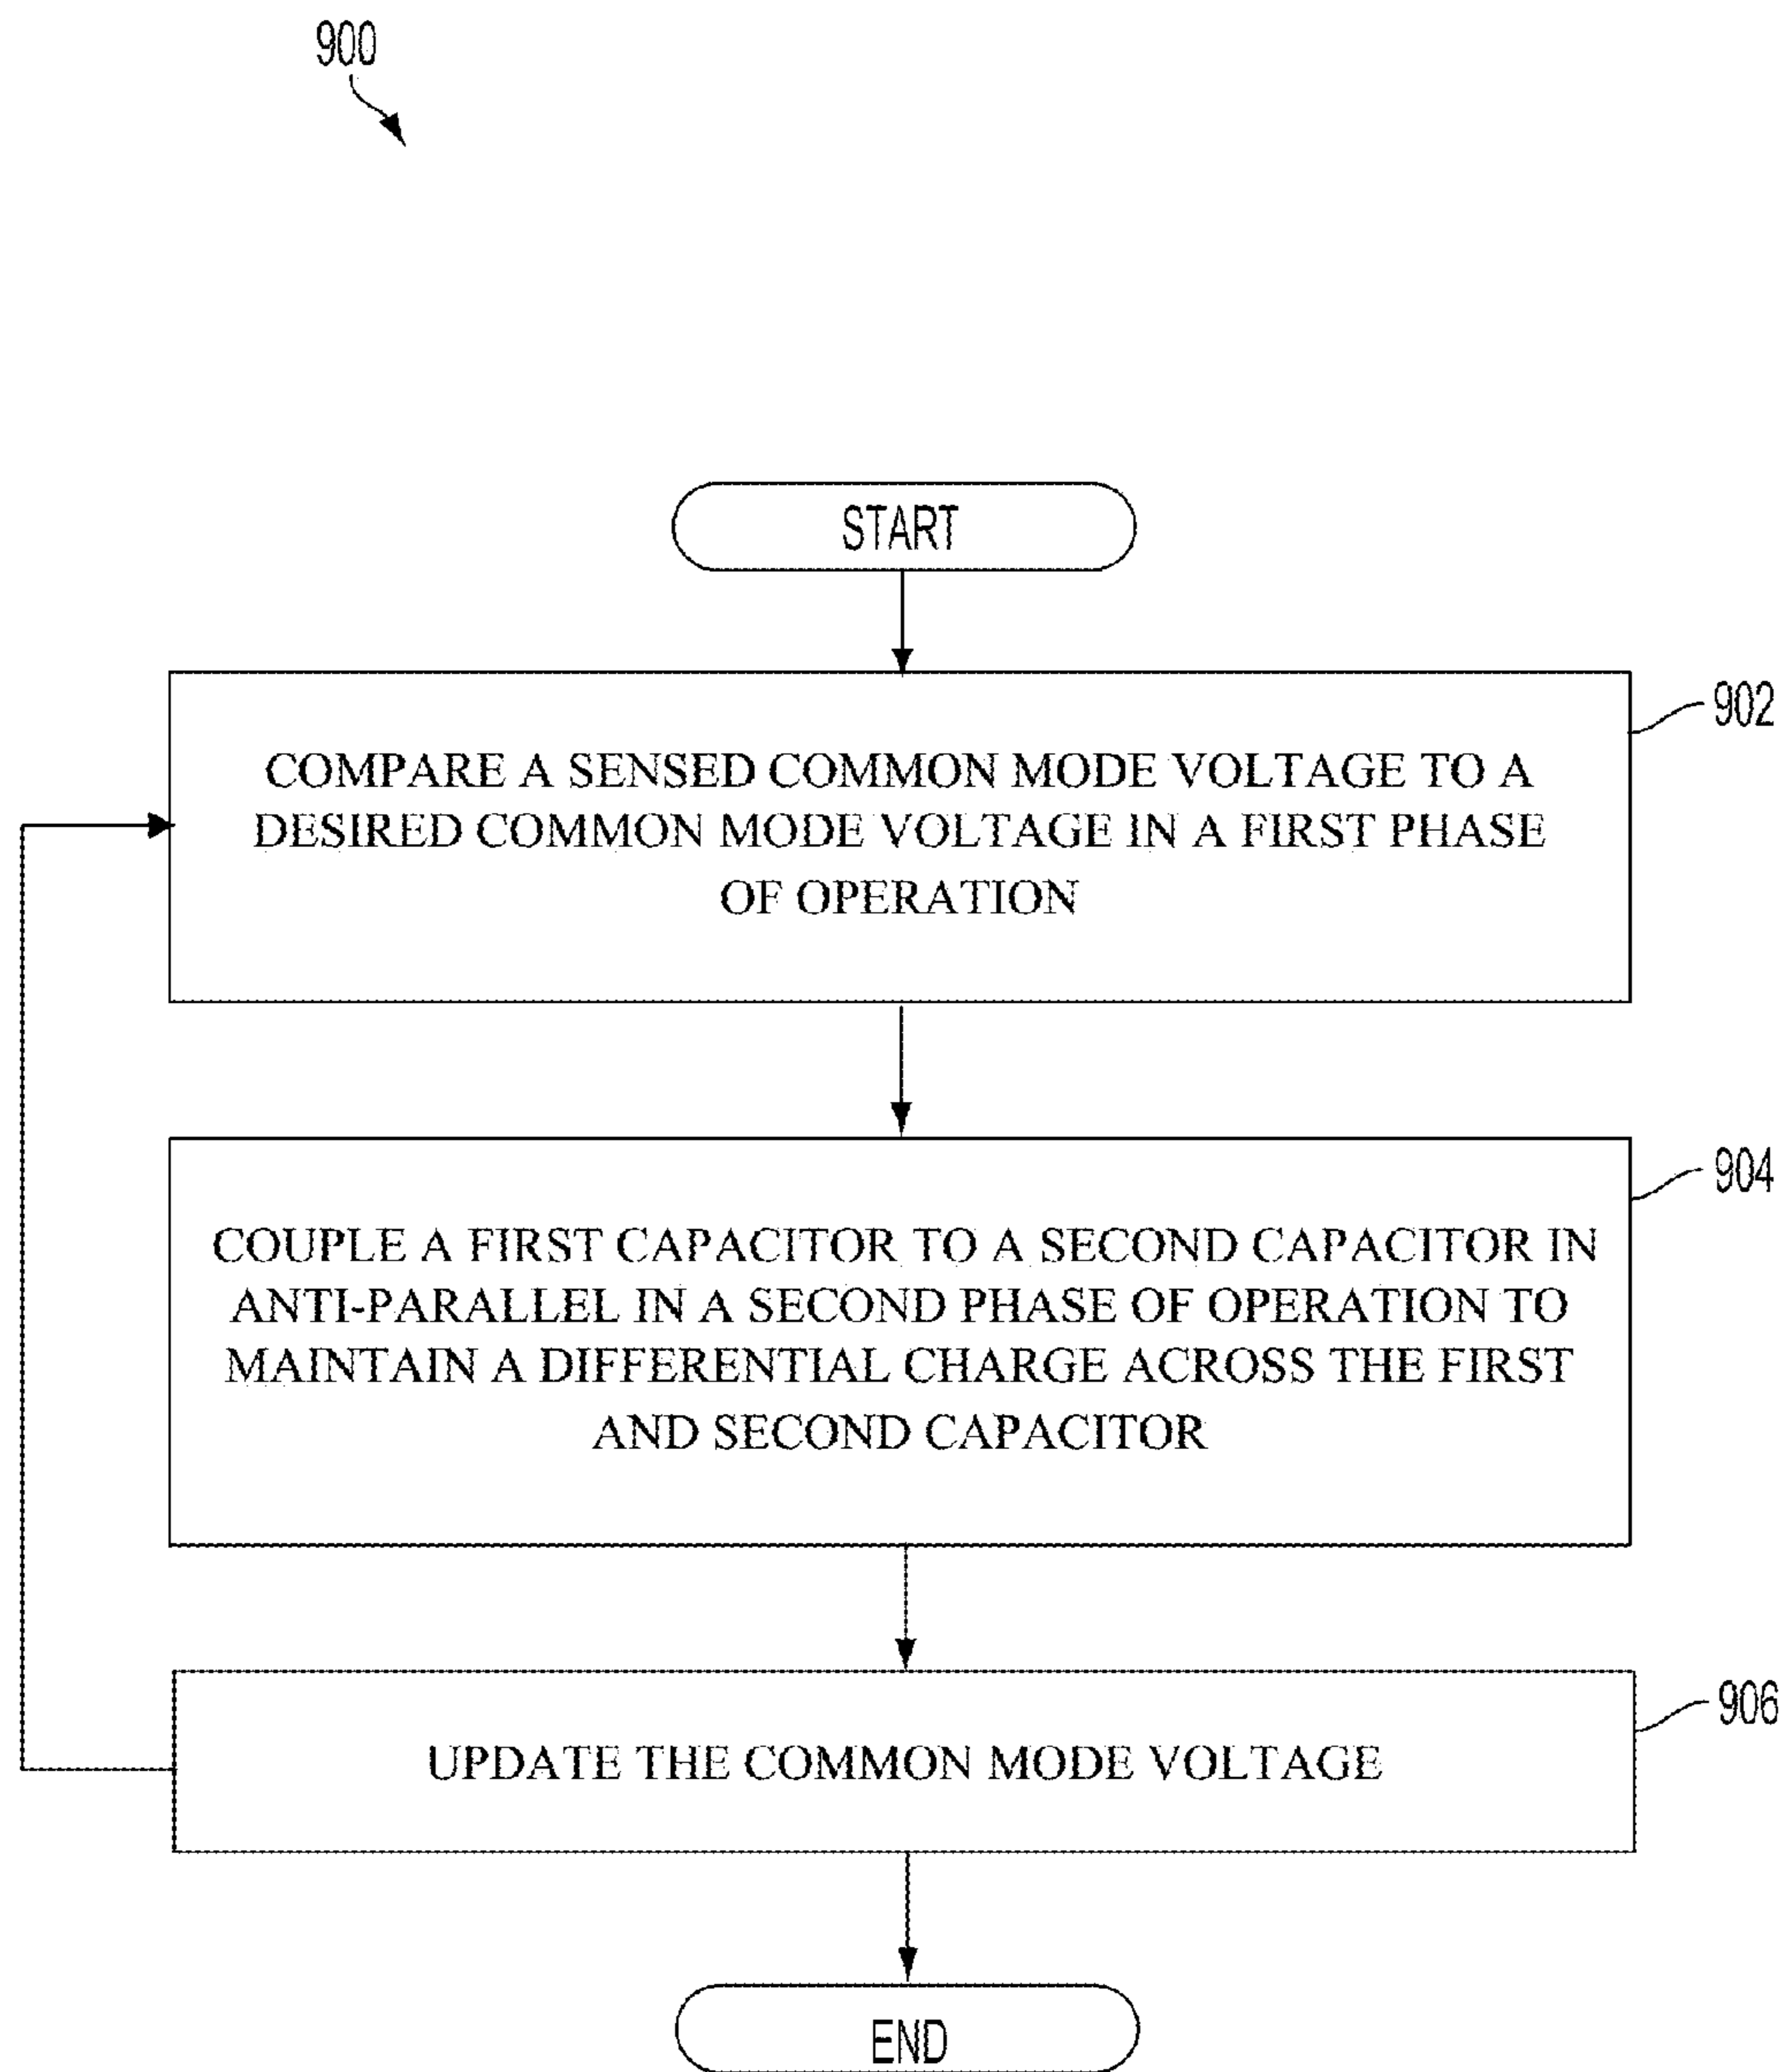 900
START
902
COMPARE A SENSED COMMON MODE VOLTAGE TO A
DESIRED COMMON MODE VOLTAGE IN A FIRST PHASE
OF OPERATION
904
COUPLE A FIRST CAPACITOR TO A SECOND CAPACITOR IN
ANTI-PARALLEL IN A SECOND PHASE OF OPERATION TO
MAINTAIN A DIFFERENTIAL CHARGE ACROSS THE FIRST
AND SECOND CAPACITOR
906
UPDATE THE COMMON MODE VOLTAGE
END